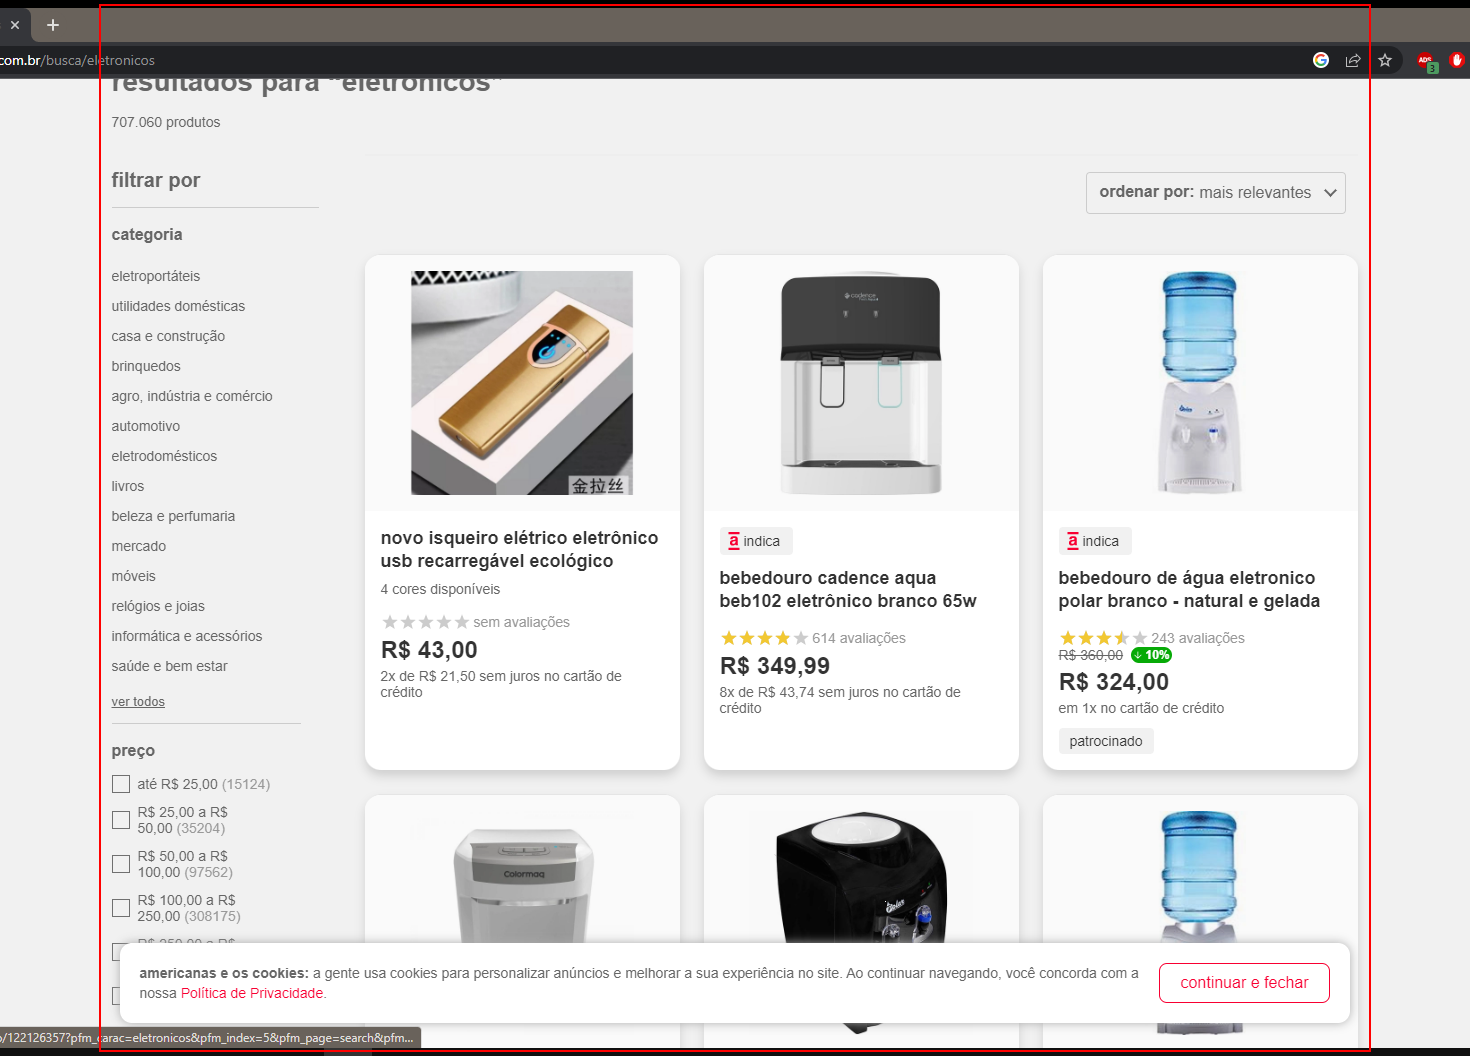 com.br/busca/eletronicos
ADS
3
resultados para "eletronicos"
707.060 produtos
filtrar por
ordenar por: mais relevantes
categoria
eletroportáteis
utilidades domésticas
casa e construção
brinquedos
agro, indústria e comércio
automotivo
eletrodomésticos
livros
beleza e perfumaria
mercado
móveis
relógios e joias
informática e acessórios
saúde e bem estar
ver todos
preço
até R$ 25,00 (15124)
R$ 25,00 a R$
50,00 (35204)
R$ 50,00 a R$
100,00 (97562)
R$ 100,00 a R$
250,00 (308175)
金拉丝
novo isqueiro elétrico eletrônico
usb recarregável ecológico
4 cores disponíveis
sem avaliações
R$ 43,00
2x de R$ 21,50 sem juros no cartão de
crédito
cadence
a indica
bebedouro cadence aqua
beb102 eletrônico branco 65w
614 avaliações
R$ 349,99
8x de R$ 43,74 sem juros no cartão de
crédito
a indica
bebedouro de água eletronico
polar branco - natural e gelada
243 avaliações
R$ 360,00 10%
R$ 324,00
em 1x no cartão de crédito
patrocinado
Colormaq
americanas e os cookies: a gente usa cookies para personalizar anúncios e melhorar a sua experiência no site. Ao continuar navegando, você concorda com a
nossa Política de Privacidade.
continuar e fechar
/122126357?pfm_carac=eletronicos&pfm_index=5&pfm_page=search&pfm...